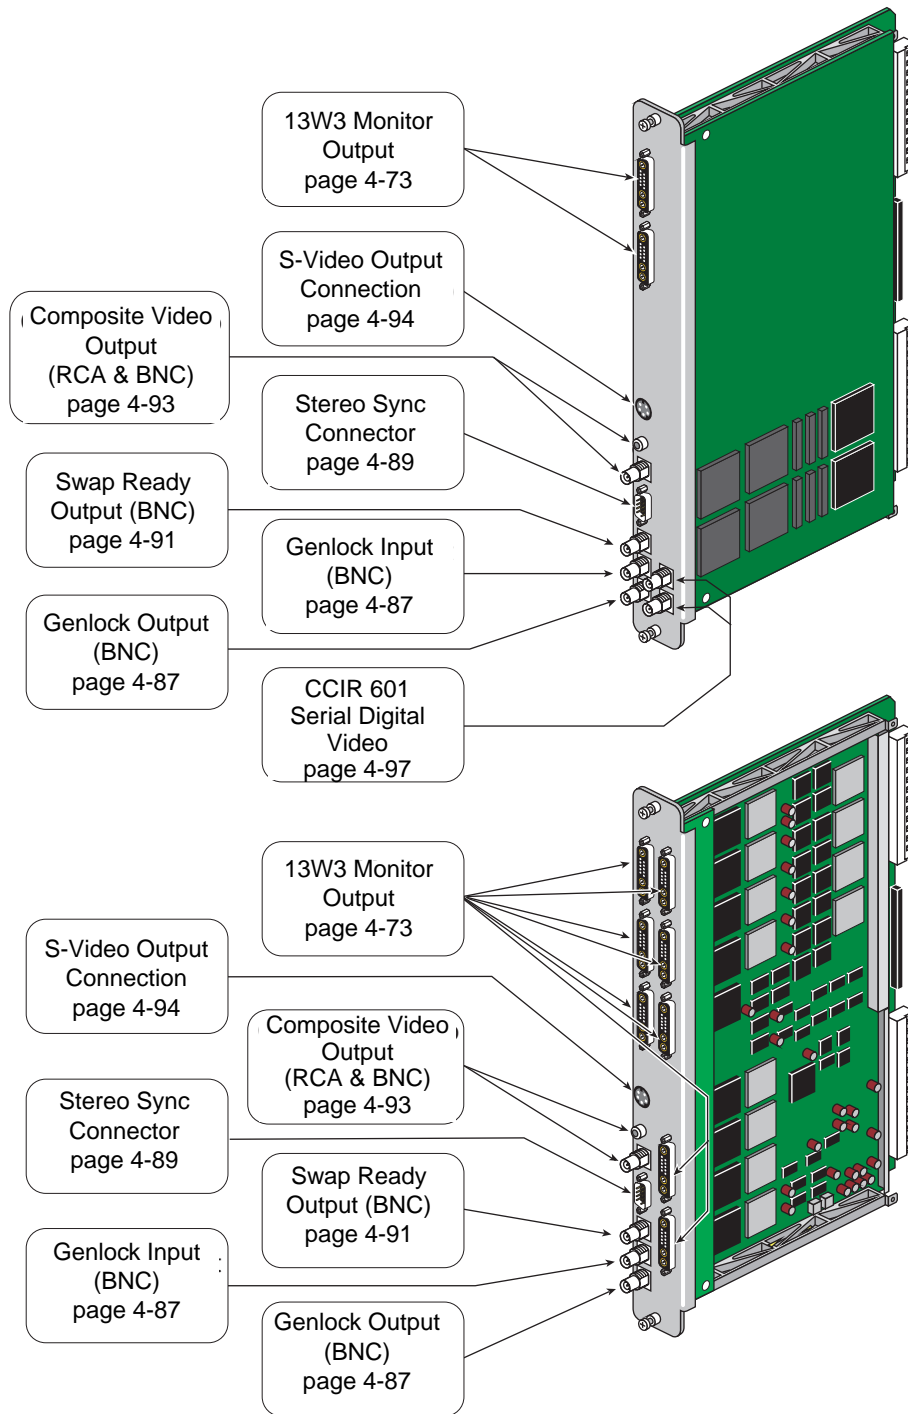 13W3 Monitor
Output
page 4-73
S-Video Output
Connection
page 4-94
Composite Video
Output
(RCA & BNC)
page 4-93
Stereo Sync
Connector
page 4-89
Swap Ready
Output (BNC)
page 4-91
Genlock Input
(BNC)
page 4-87
Genlock Output
(BNC)
page 4-87
CCIR 601
Serial Digital
Video
page 4-97
13W3 Monitor
Output
page 4-73
S-Video Output
Connection
page 4-94
Composite Video
Output
(RCA & BNC)
page 4-93
Stereo Sync
Connector
page 4-89
Swap Ready
Output (BNC)
page 4-91
Genlock Input
(BNC)
page 4-87
Genlock Output
(BNC)
page 4-87